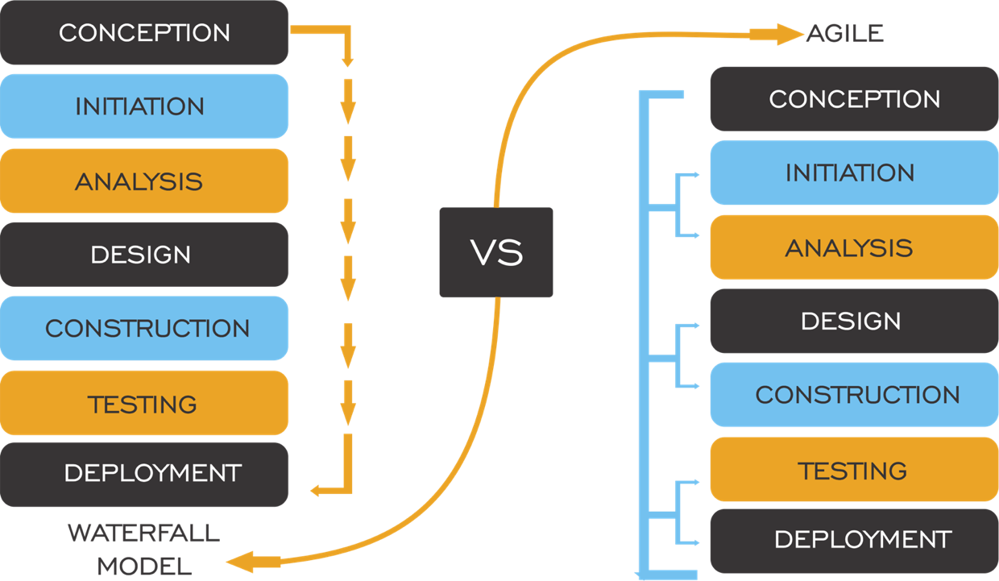 CONCEPTION
INITIATION
ANALYSIS
DESIGN
CONSTRUCTION
TESTING
DEPLOYMENT
WATERFALL
MODEL
VS
AGILE
CONCEPTION
INITIATION
ANALYSIS
DESIGN
CONSTRUCTION
TESTING
DEPLOYMENT